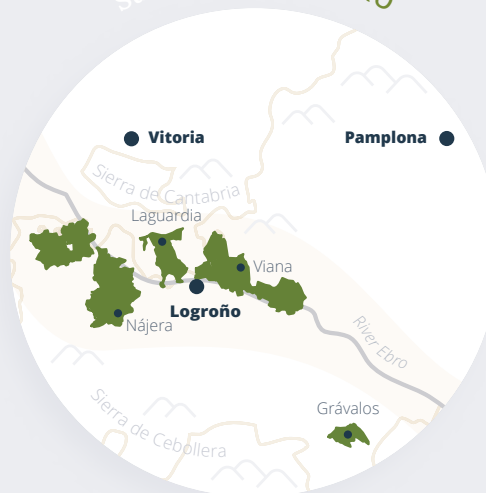 Vitoria
Pamplona
Sierra de Cantabria
Laguardia
Viana
Logroño
Nájera
River Ebro
Grávalos
Sierra de Cebollera